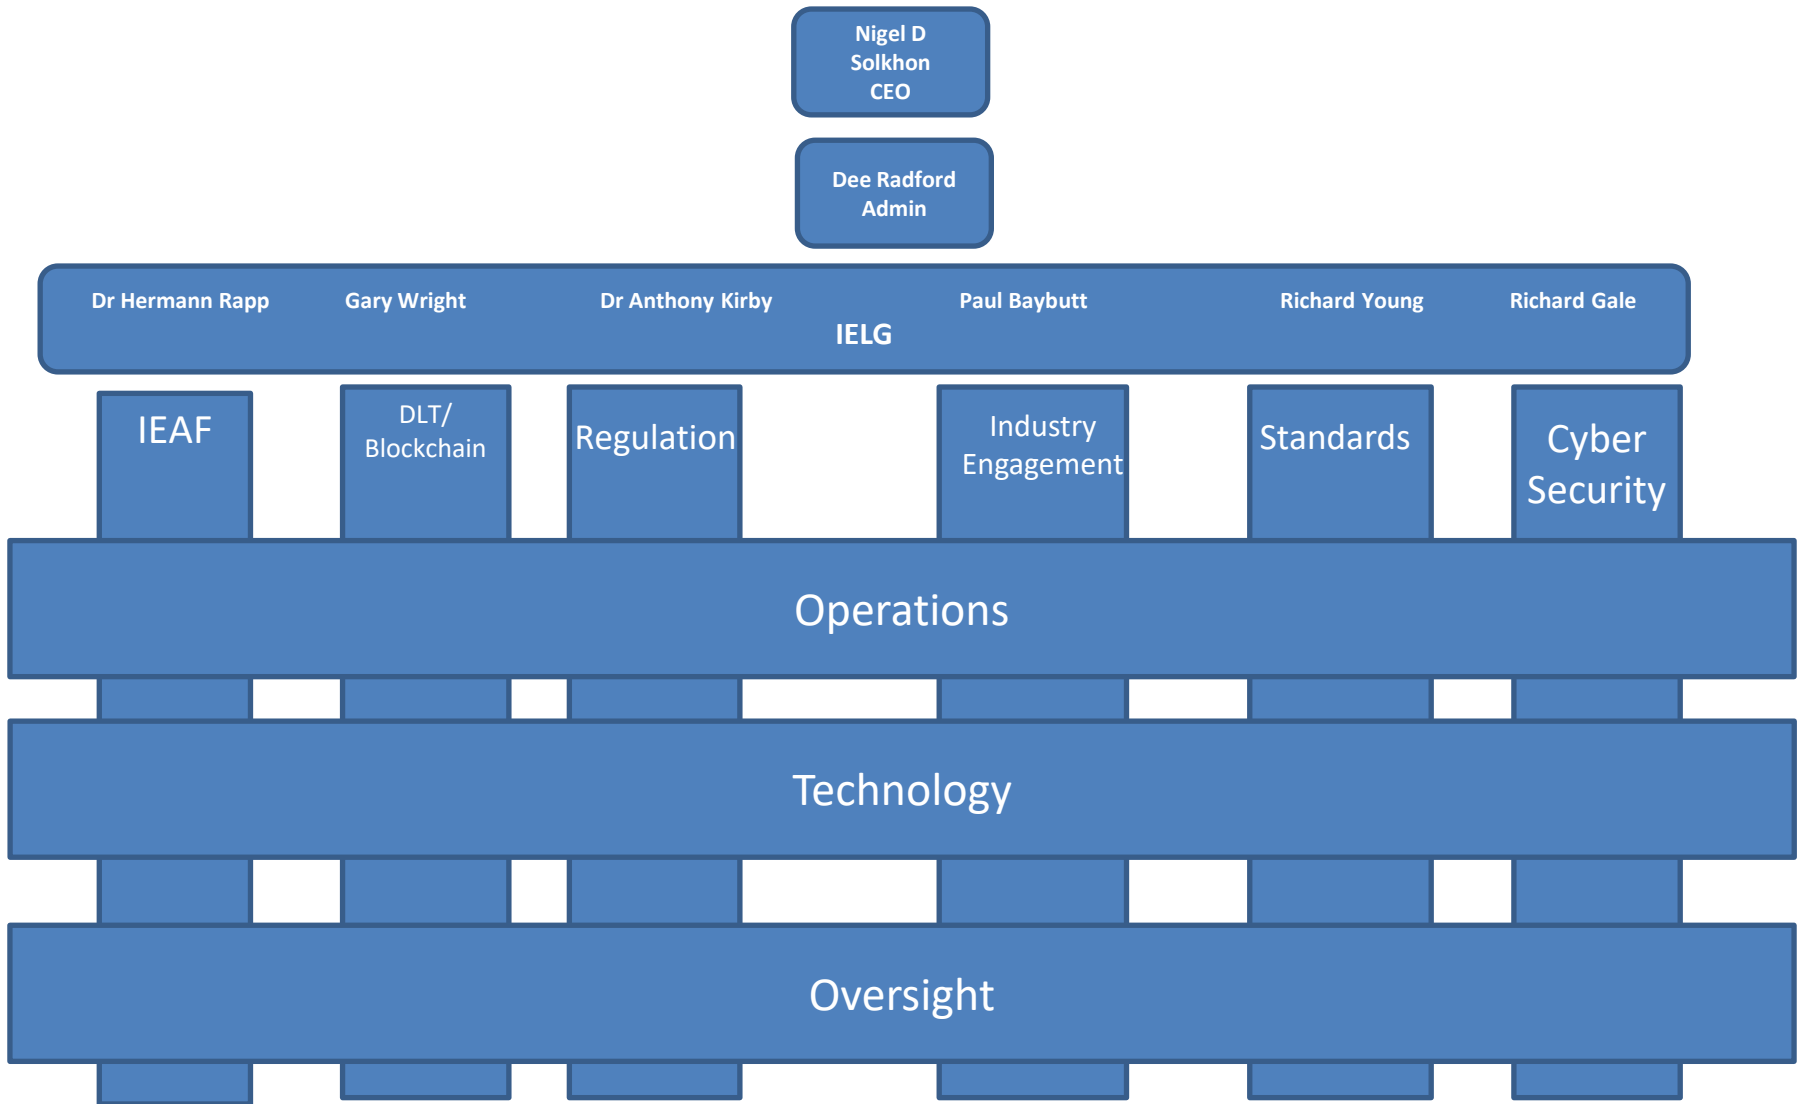 Nigel D
Solkhon
CEO
Dee Radford
Admin
Dr Hermann Rapp Gary Wright Dr Anthony Kirby Paul Baybutt Richard Young Richard Gale
IELG
IEAF
DLT/
Blockchain
Regulation
Industry
Engagement
Standards
Cyber
Security
Operations
Technology
Oversight